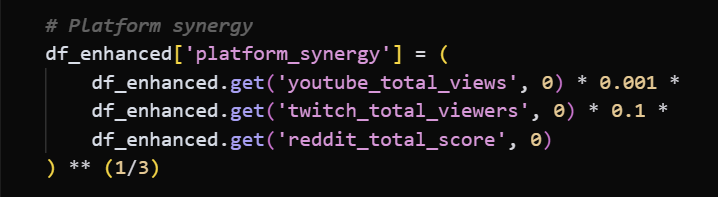 # Platform synergy
df_enhanced['platform_synergy'] = (
    df_enhanced.get('youtube_total_views', 0) * 0.001 *
    df_enhanced.get('twitch_total_viewers', 0) * 0.1 *
    df_enhanced.get('reddit_total_score', 0)
) ** (1/3)